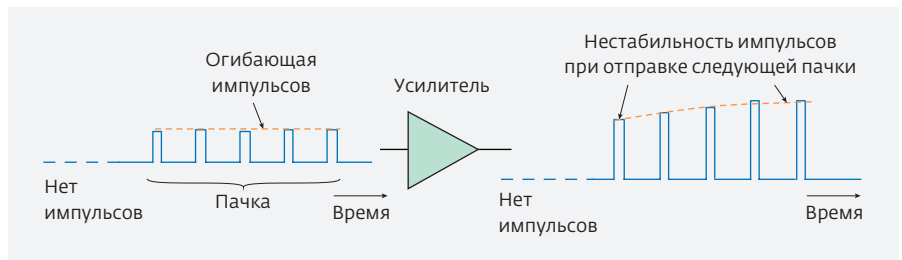 Огибающая
импульсов
Нет
импульсов
Пачка
Время
Усилитель
Нестабильность импульсов
при отправке следующей пачки
Нет
импульсов
Время